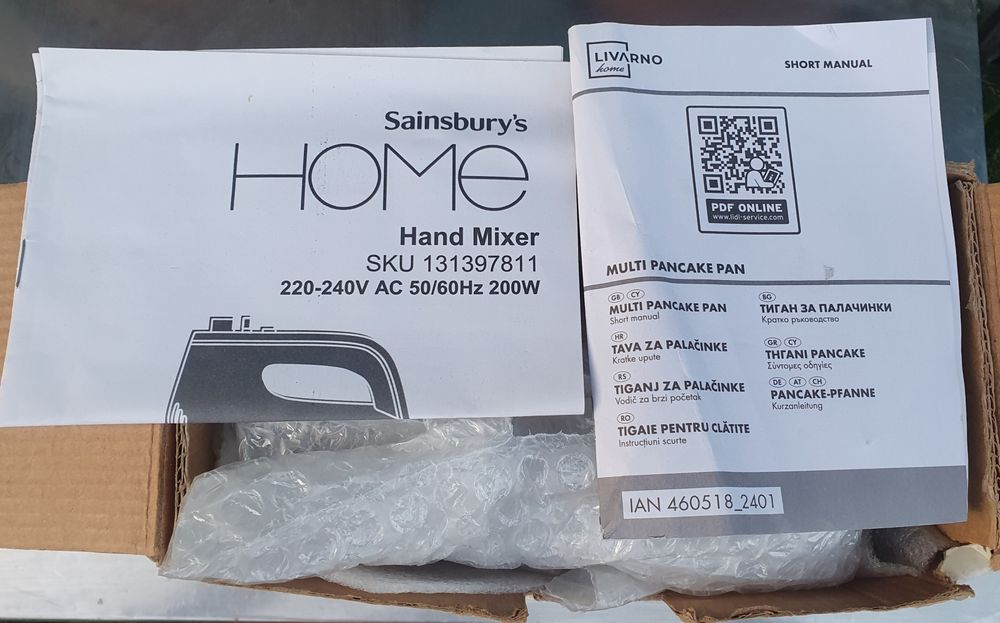 Sainsbury's
HOME
Hand Mixer
SKU 131397811
220-240V AC 50/60Hz 200W
LIVARNO
home
SHORT MANUAL
PDF ONLINE
www.lidl-service.com
MULTI PANCAKE PAN
GB CY
MULTI PANCAKE PAN
Short manual
HR
TAVA ZA PALAČINKE
Kratke upute
RS
TIGANJ ZA PALAČINKE
Vodič za brzi početak
RO
TIGAIE PENTRU CLĂTITE
Instrucțiuni scurte
BG
ТИГАН ЗА ПАЛАЧИНКИ
Кратко ръководство
GR CY
ΤΗΓΑΝΙ PANCAKE
Σύντομες οδηγίες
DE AT CH
PANCAKE-PFANNE
Kurzanleitung
IAN 460518_2401